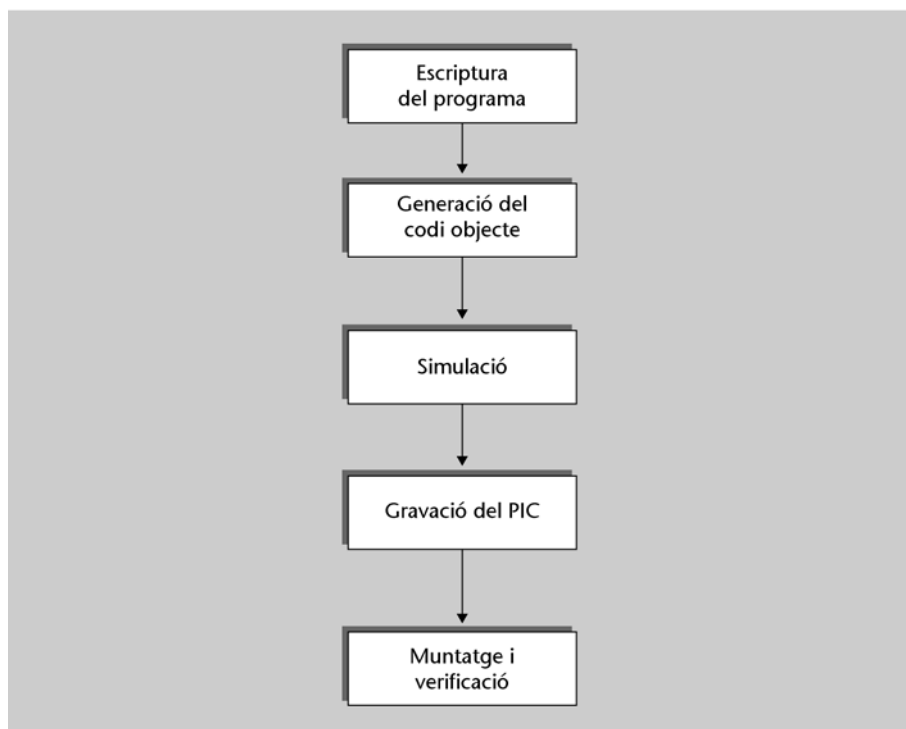 Escriptura
del programa
Generació del
codi objecte
Simulació
Gravació del PIC
Muntatge i
verificació